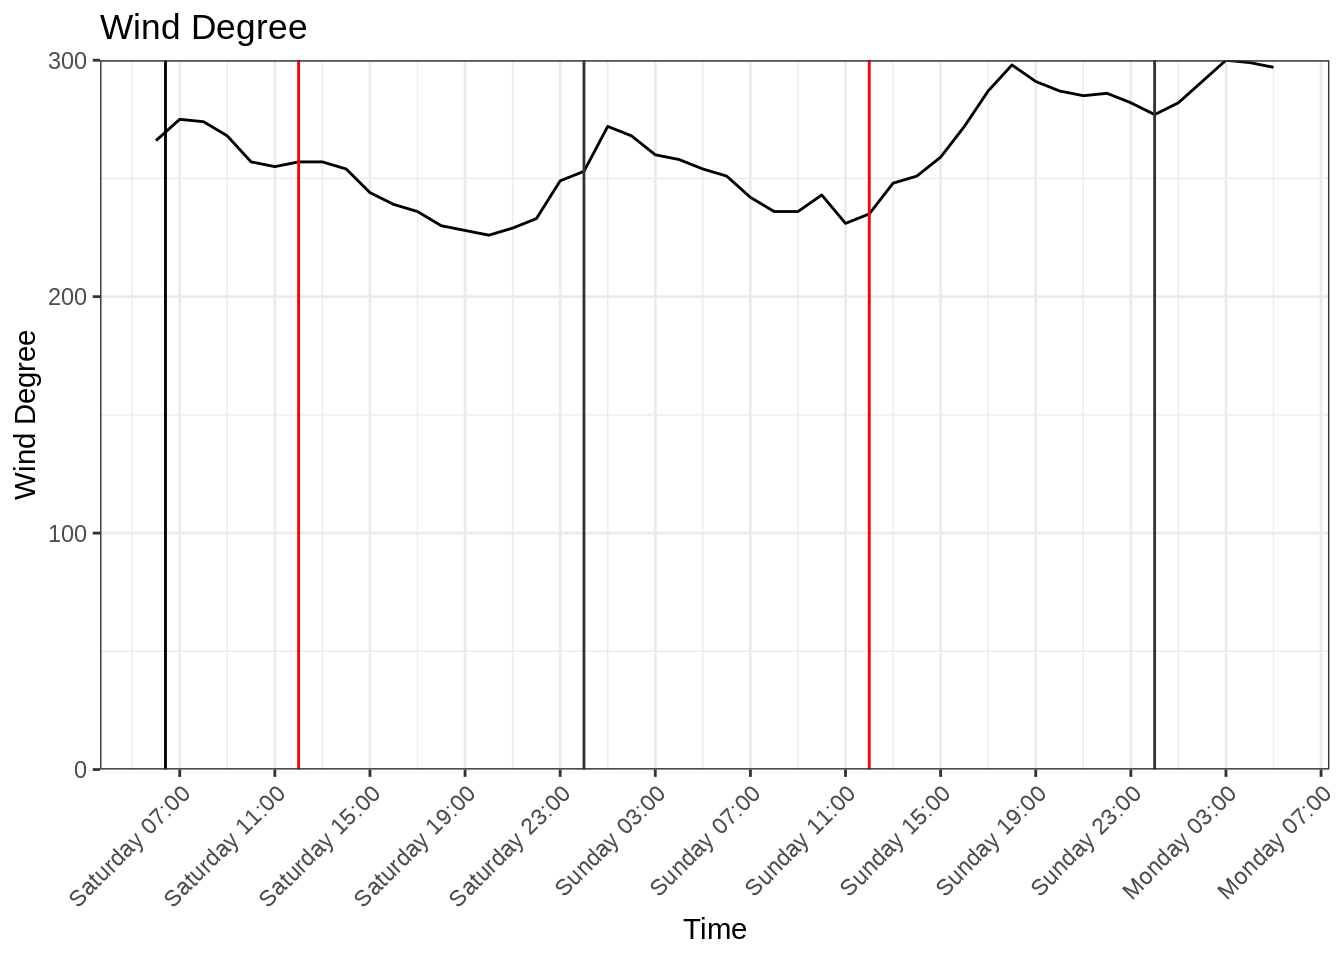 Wind Degree
300
200
100
0
Wind Degree
Saturday 07:00
Saturday 11:00
Saturday 15:00
Saturday 19:00
Saturday 23:00
Sunday 03:00
Sunday 07:00
Sunday 11:00
Sunday 15:00
Sunday 19:00
Sunday 23:00
Monday 03:00
Monday 07:00
Time